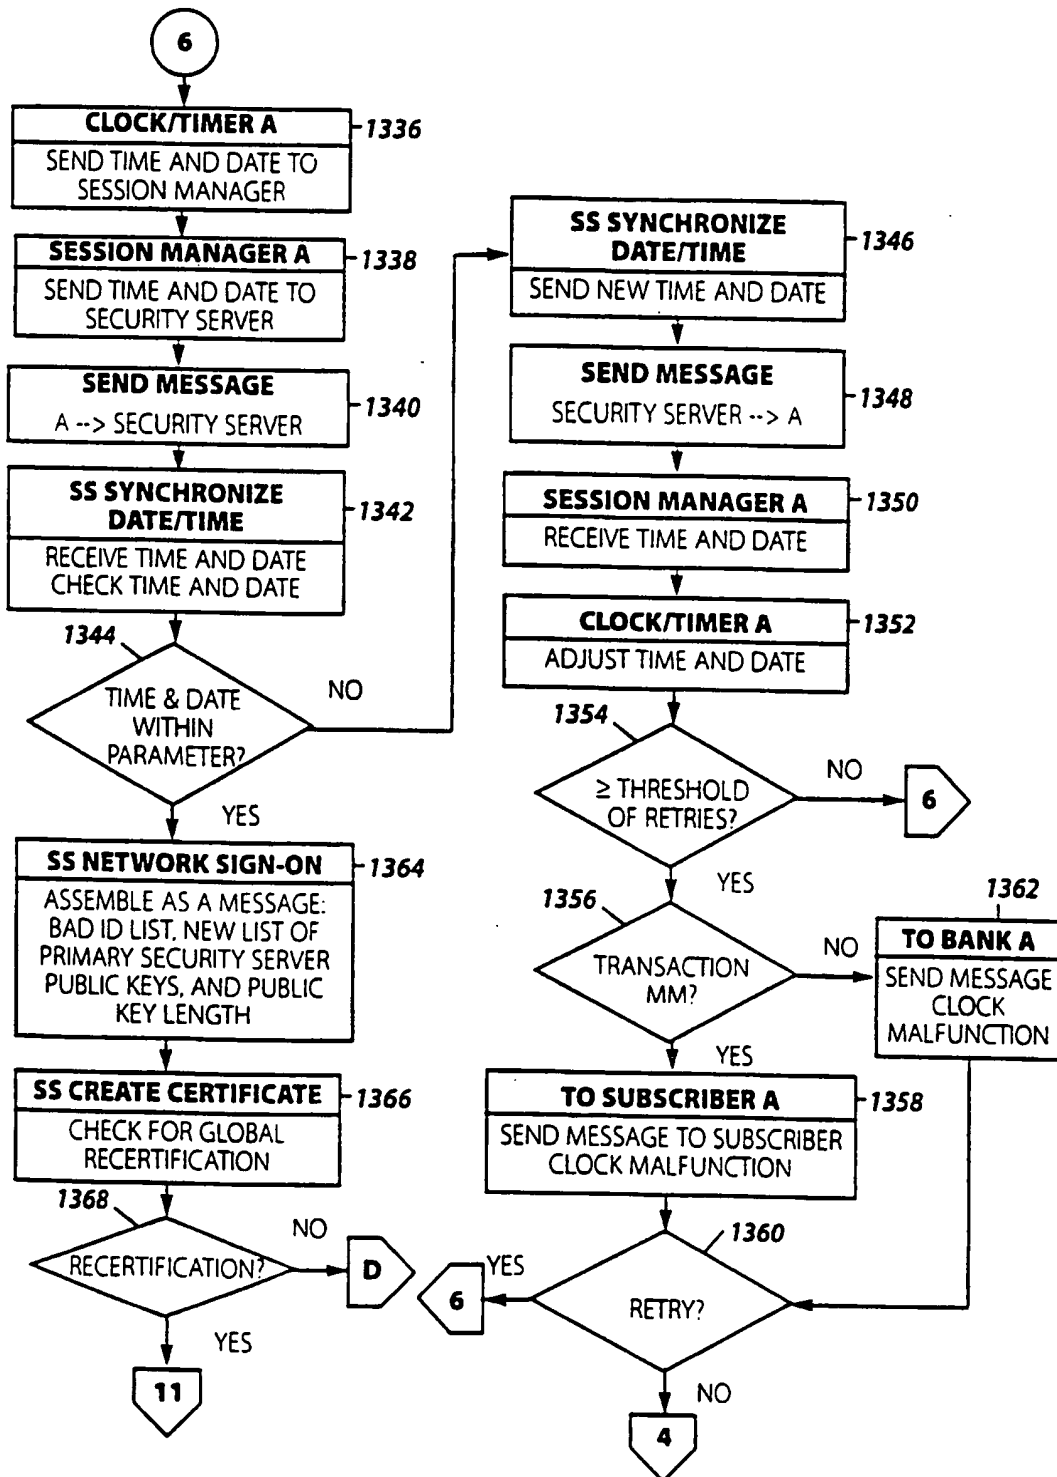 6
CLOCK/TIMER A
1336
SEND TIME AND DATE TO
SESSION MANAGER
SESSION MANAGER A
1338
SEND TIME AND DATE TO
SECURITY SERVER
SEND MESSAGE
1340
A --> SECURITY SERVER
SS SYNCHRONIZE
DATE/TIME
1342
RECEIVE TIME AND DATE
CHECK TIME AND DATE
1344
TIME & DATE
WITHIN
PARAMETER?
NO
YES
SS NETWORK SIGN-ON
1364
ASSEMBLE AS A MESSAGE:
BAD ID LIST, NEW LIST OF
PRIMARY SECURITY SERVER
PUBLIC KEYS, AND PUBLIC
KEY LENGTH
SS CREATE CERTIFICATE
1366
CHECK FOR GLOBAL
RECERTIFICATION
1368
RECERTIFICATION?
NO
D
YES
11
SS SYNCHRONIZE
DATE/TIME
1346
SEND NEW TIME AND DATE
SEND MESSAGE
1348
SECURITY SERVER --> A
SESSION MANAGER A
1350
RECEIVE TIME AND DATE
CLOCK/TIMER A
1352
ADJUST TIME AND DATE
1354
≥ THRESHOLD
OF RETRIES?
NO
6
YES
1356
TRANSACTION
MM?
NO
1362
TO BANK A
SEND MESSAGE
CLOCK
MALFUNCTION
YES
TO SUBSCRIBER A
1358
SEND MESSAGE TO SUBSCRIBER
CLOCK MALFUNCTION
1360
RETRY?
YES
6
NO
4